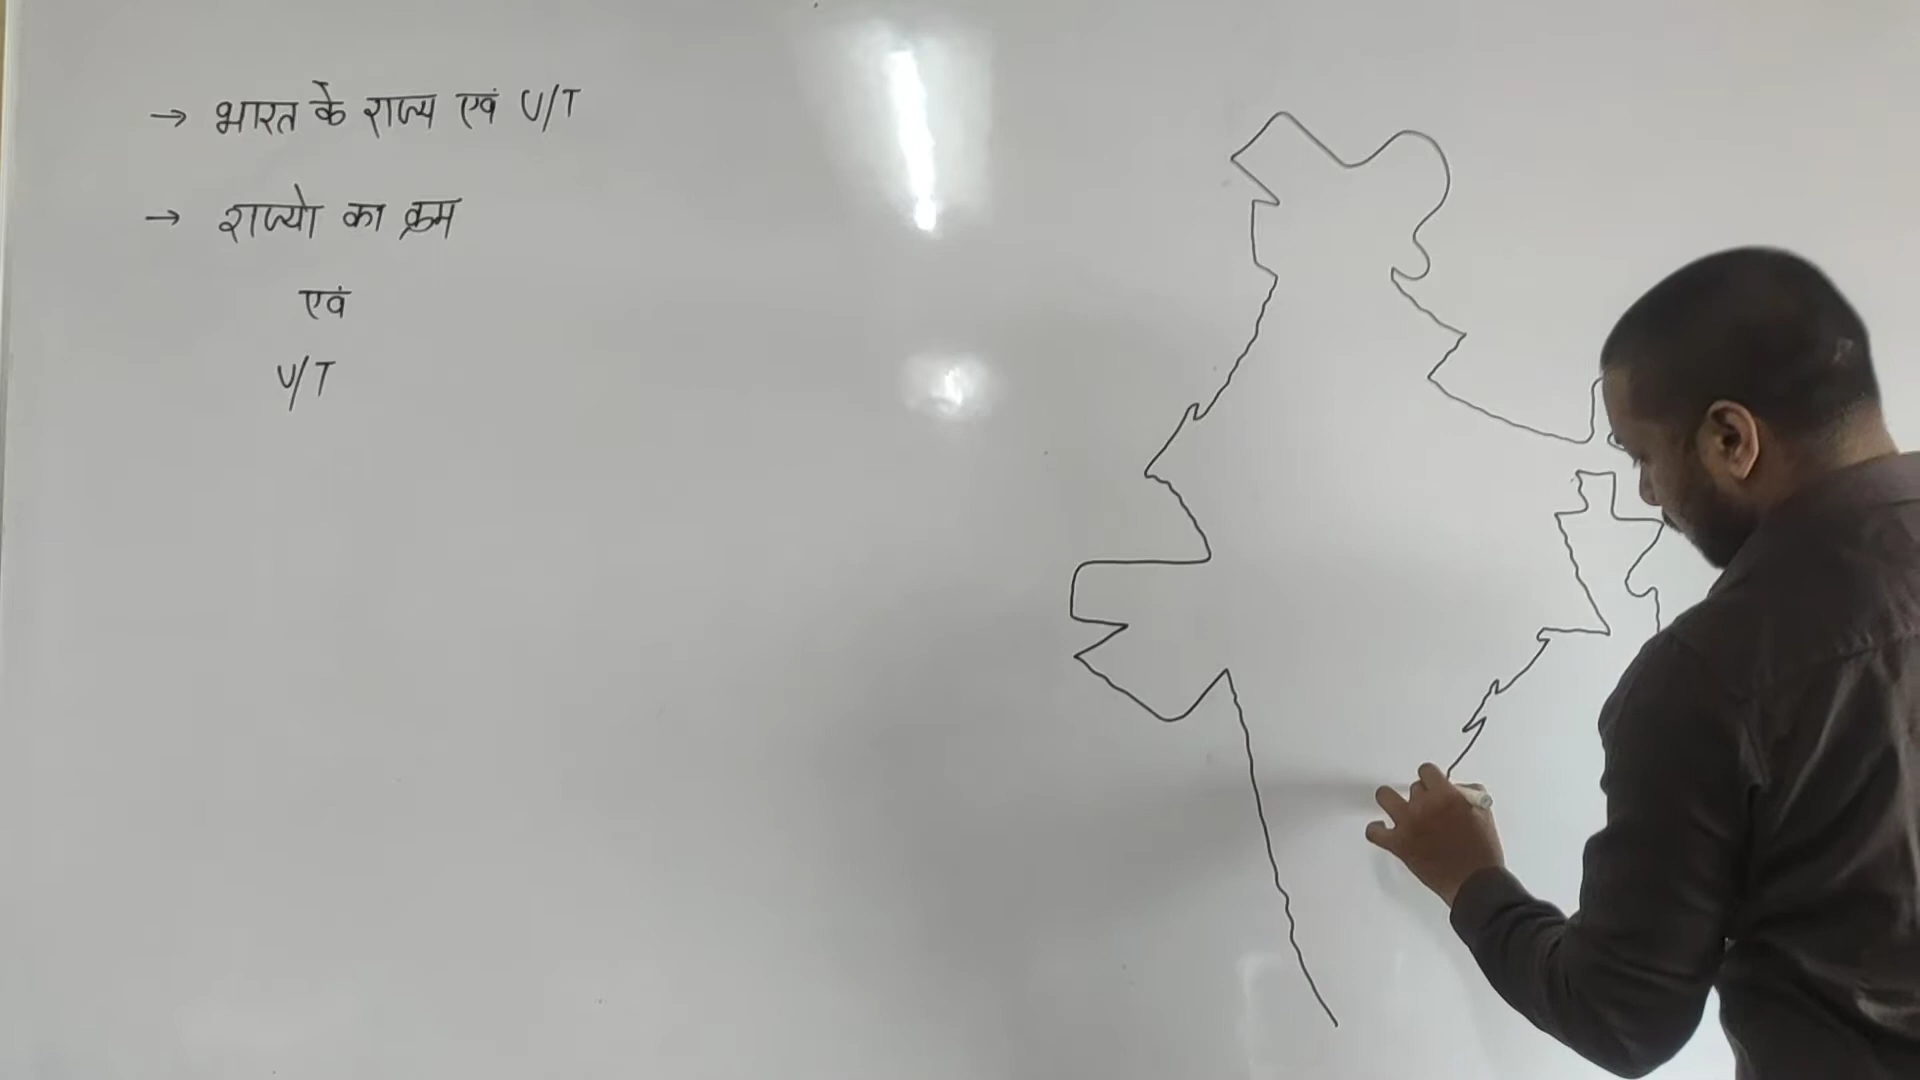 → भारत के राज्य एवं U/T
→ राज्यो का क्रम
एवं
U/T